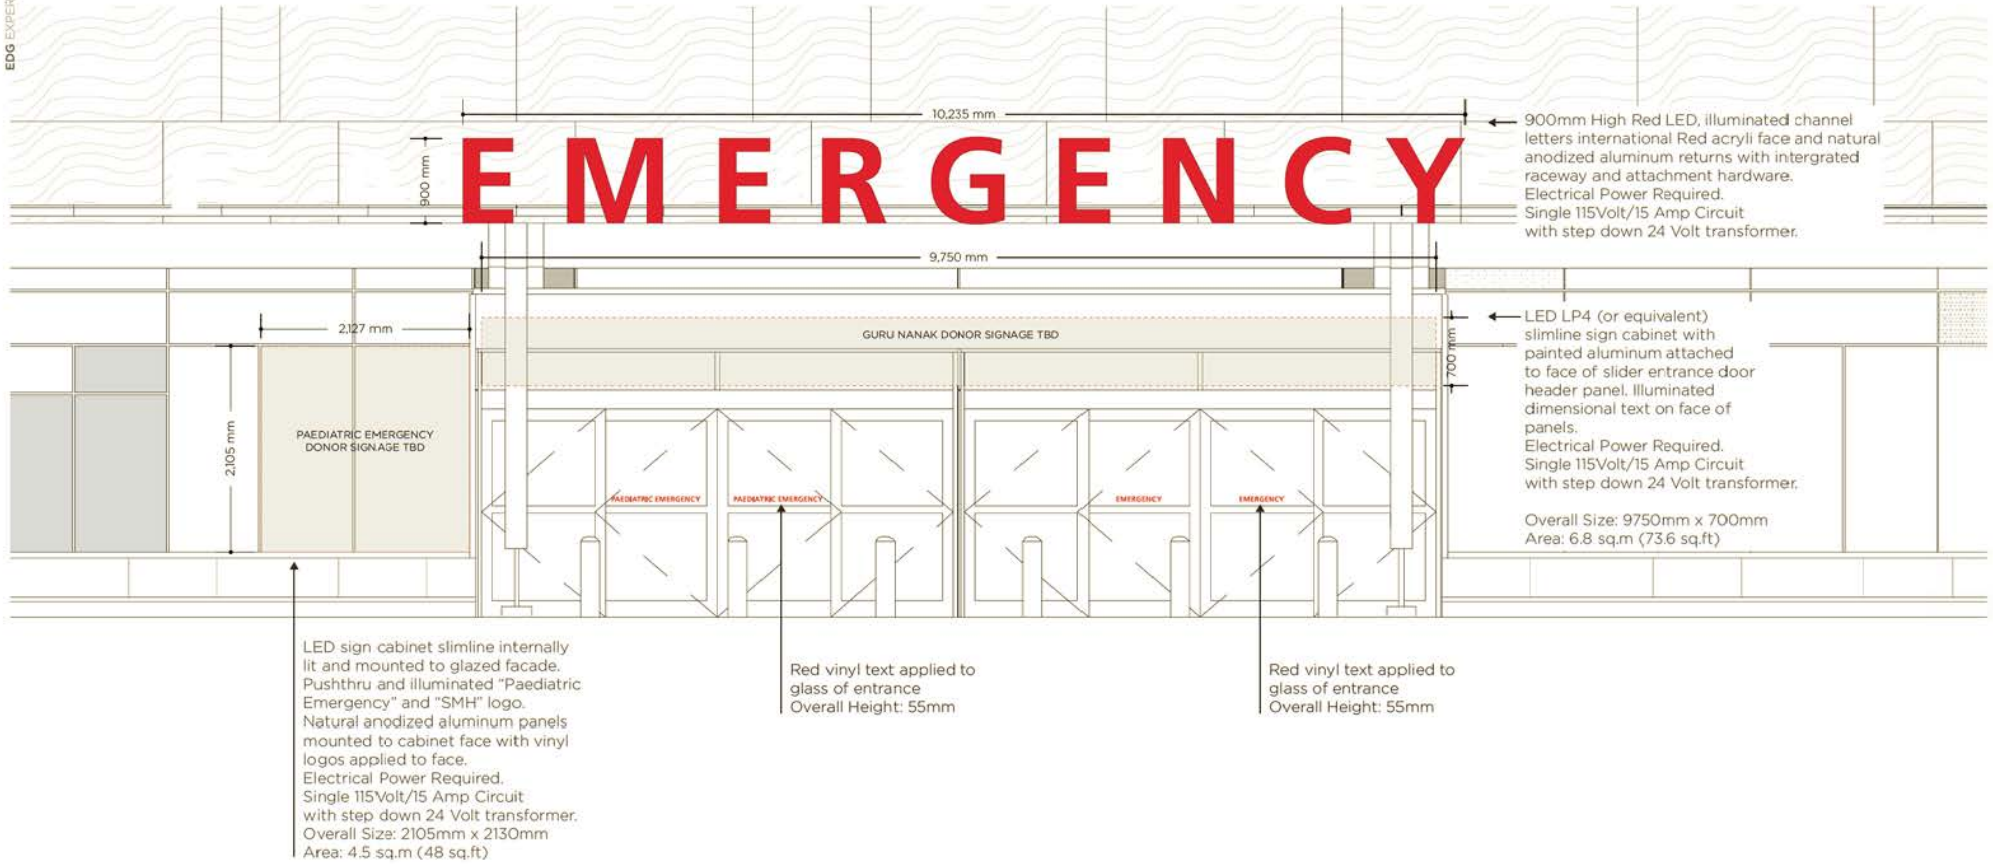 EDG EXPER
10,235 mm
900 mm
EMERGENCY
900mm High Red LED, illuminated channel
letters international Red acryli face and natural
anodized aluminum returns with intergrated
raceway and attachment hardware.
Electrical Power Required.
Single 115Volt/15 Amp Circuit
with step down 24 Volt transformer.
9,750 mm
2,127 mm
GURU NANAK DONOR SIGNAGE TBD
700 mm
LED LP4 (or equivalent)
slimline sign cabinet with
painted aluminum attached
to face of slider entrance door
header panel. Illuminated
dimensional text on face of
panels.
Electrical Power Required.
Single 115Volt/15 Amp Circuit
with step down 24 Volt transformer.
Overall Size: 9750mm x 700mm
Area: 6.8 sq.m (73.6 sq.ft)
2,105 mm
PAEDIATRIC EMERGENCY
DONOR SIGNAGE TBD
PAEDIATRIC EMERGENCY
PAEDIATRIC EMERGENCY
EMERGENCY
EMERGENCY
LED sign cabinet slimline internally
lit and mounted to glazed facade.
Pushthru and illuminated "Paediatric
Emergency" and "SMH" logo.
Natural anodized aluminum panels
mounted to cabinet face with vinyl
logos applied to face.
Electrical Power Required.
Single 115Volt/15 Amp Circuit
with step down 24 Volt transformer.
Overall Size: 2105mm x 2130mm
Area: 4.5 sq.m (48 sq.ft)
Red vinyl text applied to
glass of entrance
Overall Height: 55mm
Red vinyl text applied to
glass of entrance
Overall Height: 55mm